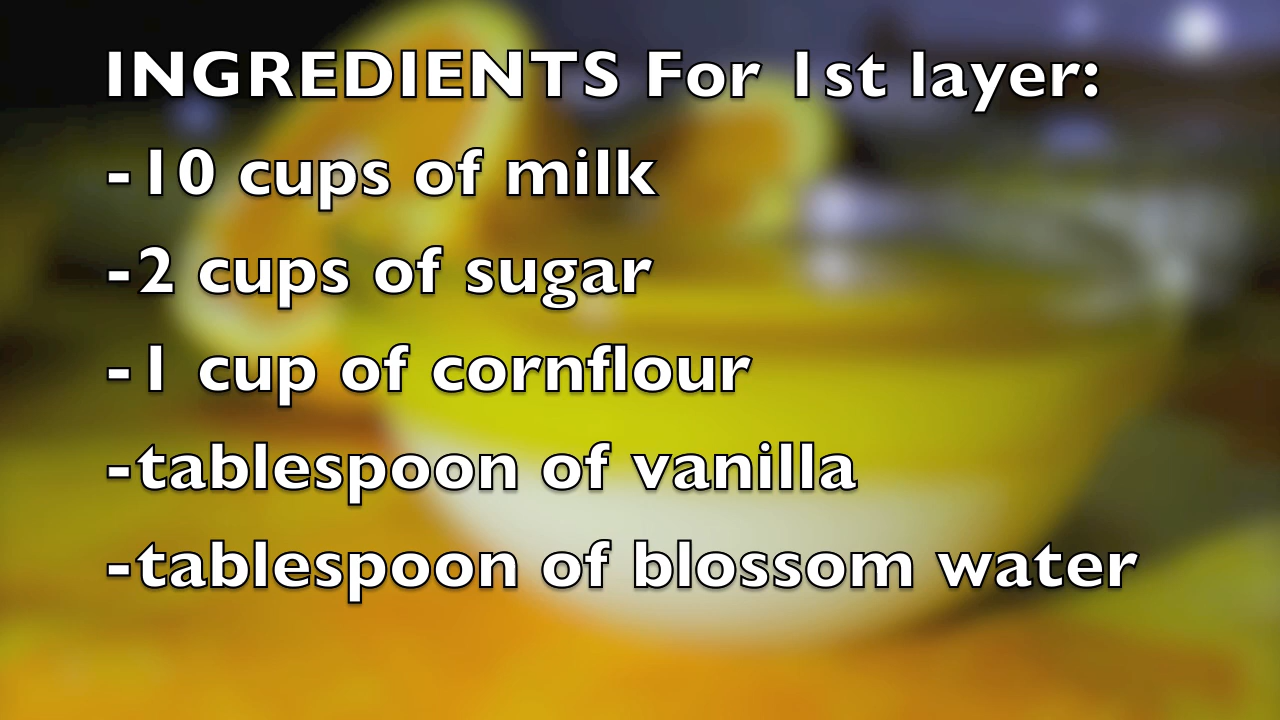 INGREDIENTS For 1st layer:
-10 cups of milk
-2 cups of sugar
-1 cup of cornflour
-tablespoon of vanilla
-tablespoon of blossom water